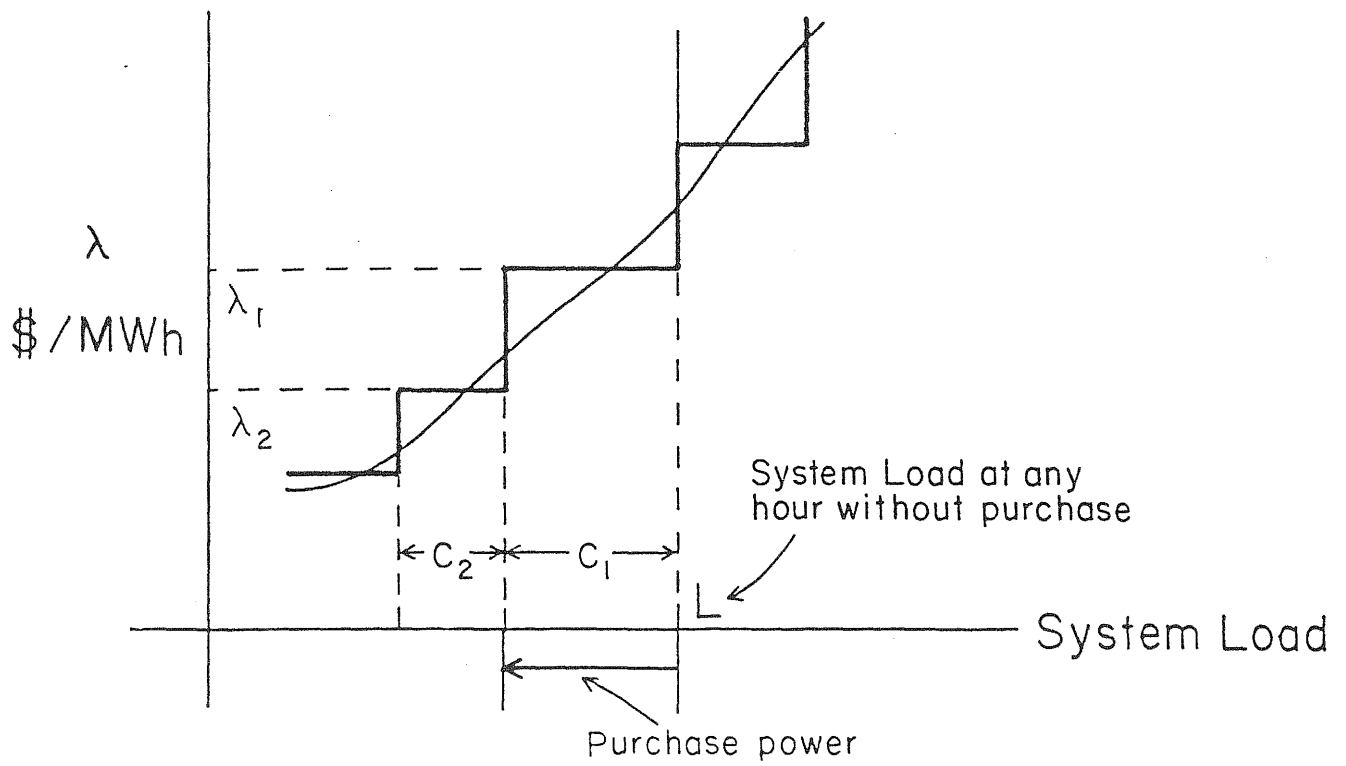 λ
$/MWh
λ1
λ2
C2
C1
System Load at any
hour without purchase
L
System Load
Purchase power